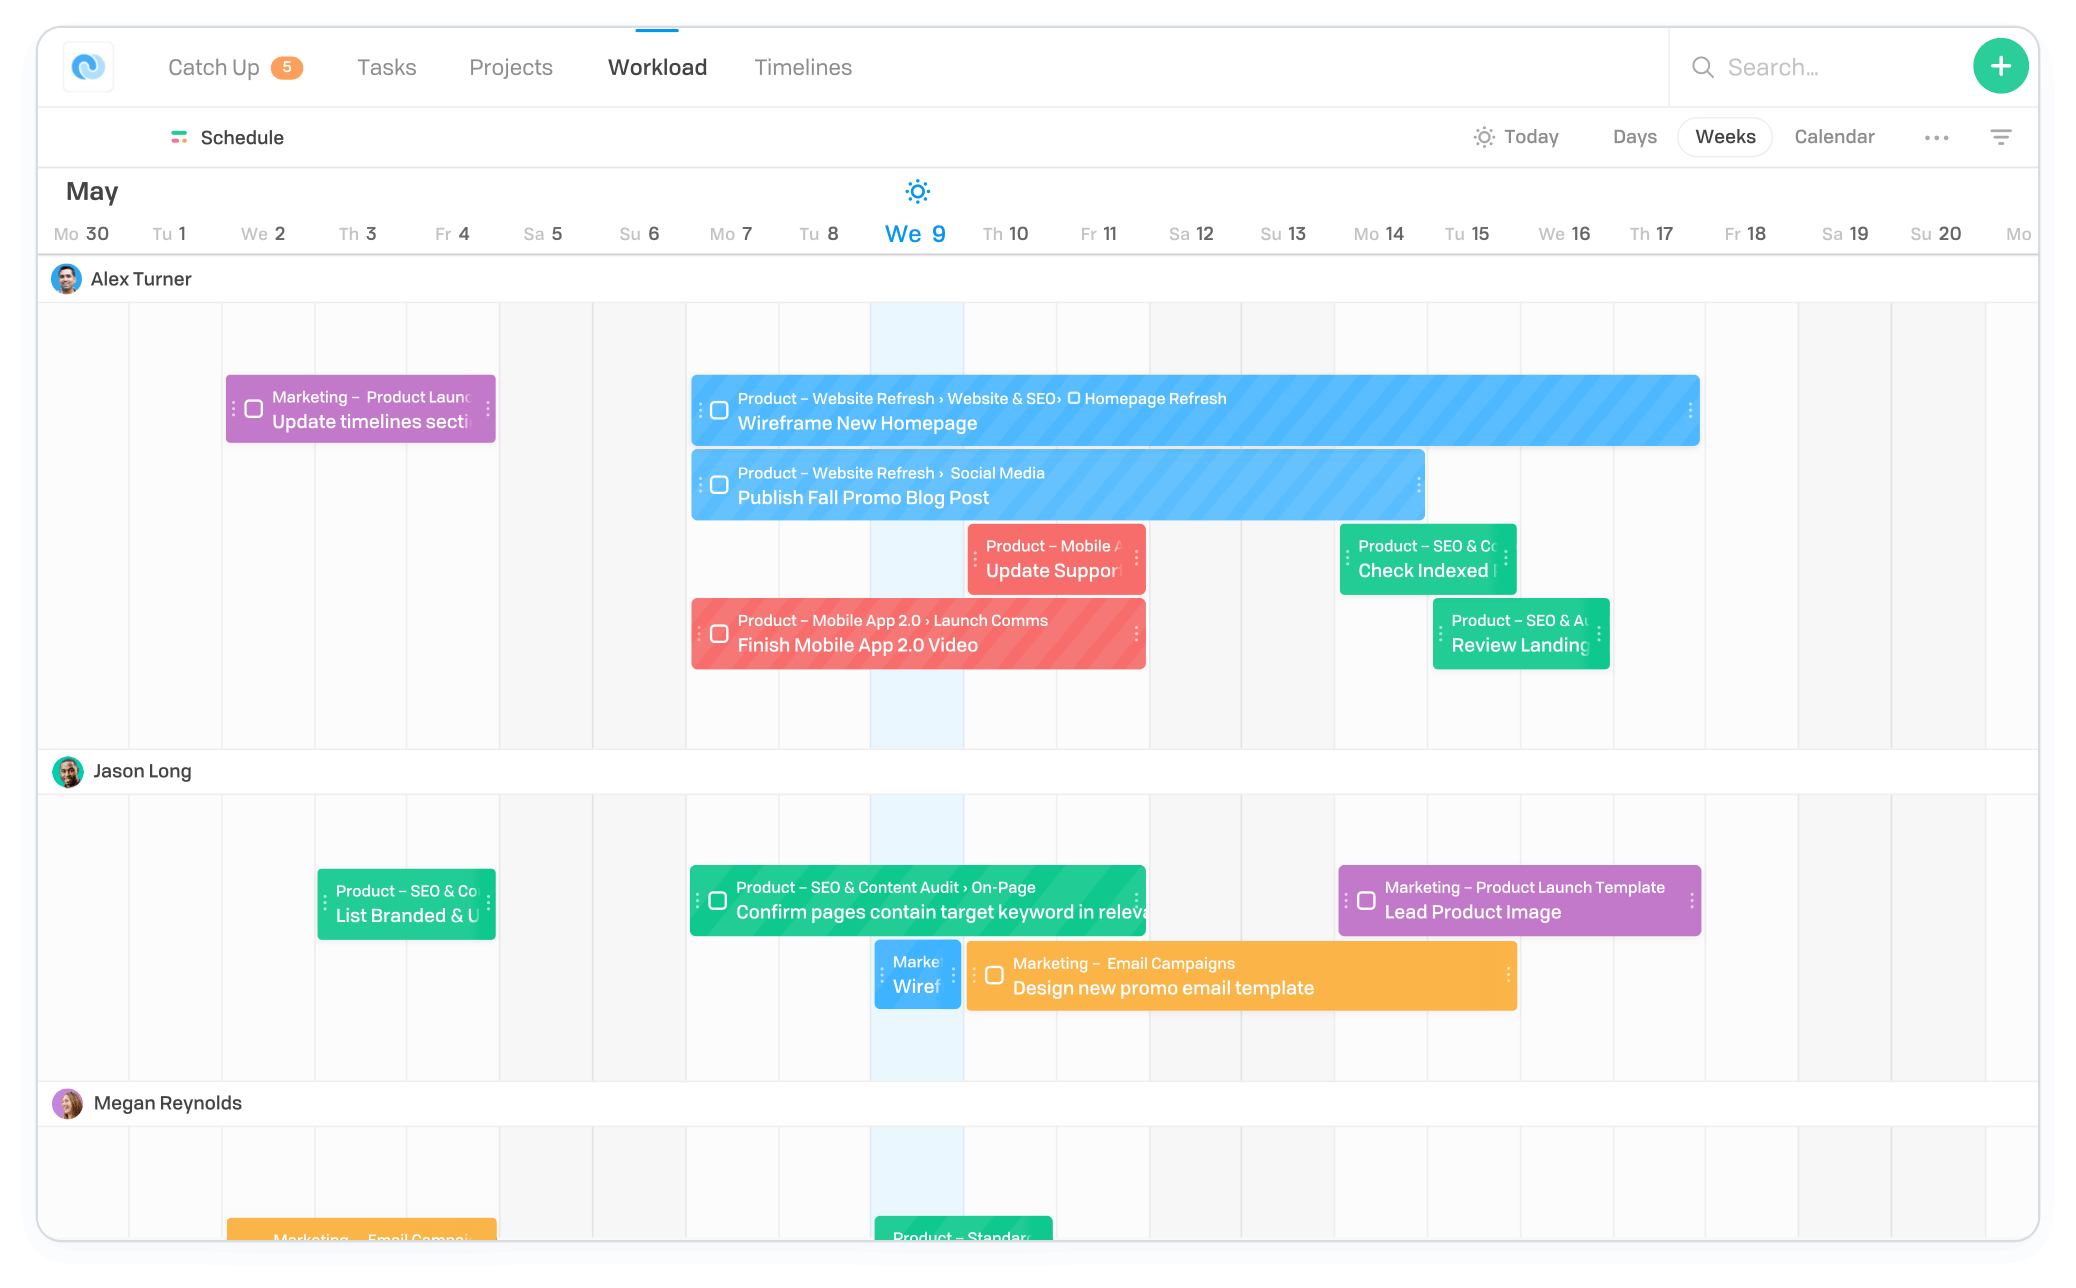 Catch Up 5 Tasks Projects Workload Timelines Search...
Schedule Today Days Weeks Calendar
May
Mo 30 Tu 1 We 2 Th 3 Fr 4 Sa 5 Su 6 Mo 7 Tu 8 We 9 Th 10 Fr 11 Sa 12 Su 13 Mo 14 Tu 15 We 16 Th 17 Fr 18 Sa 19 Su 20 Mo
Alex Turner
Marketing – Product Launc
Update timelines secti
Product – Website Refresh › Website & SEO› Homepage Refresh
Wireframe New Homepage
Product – Website Refresh › Social Media
Publish Fall Promo Blog Post
Product – Mobile A
Update Suppor
Product – SEO & Co
Check Indexed
Product – Mobile App 2.0 › Launch Comms
Finish Mobile App 2.0 Video
Product – SEO & Au
Review Landing
Jason Long
Product – SEO & Co
List Branded & U
Product – SEO & Content Audit › On-Page
Confirm pages contain target keyword in releva
Marketing – Product Launch Template
Lead Product Image
Marke
Wiref
Marketing – Email Campaigns
Design new promo email template
Megan Reynolds
Marketing – Email Campai
Product – Standar